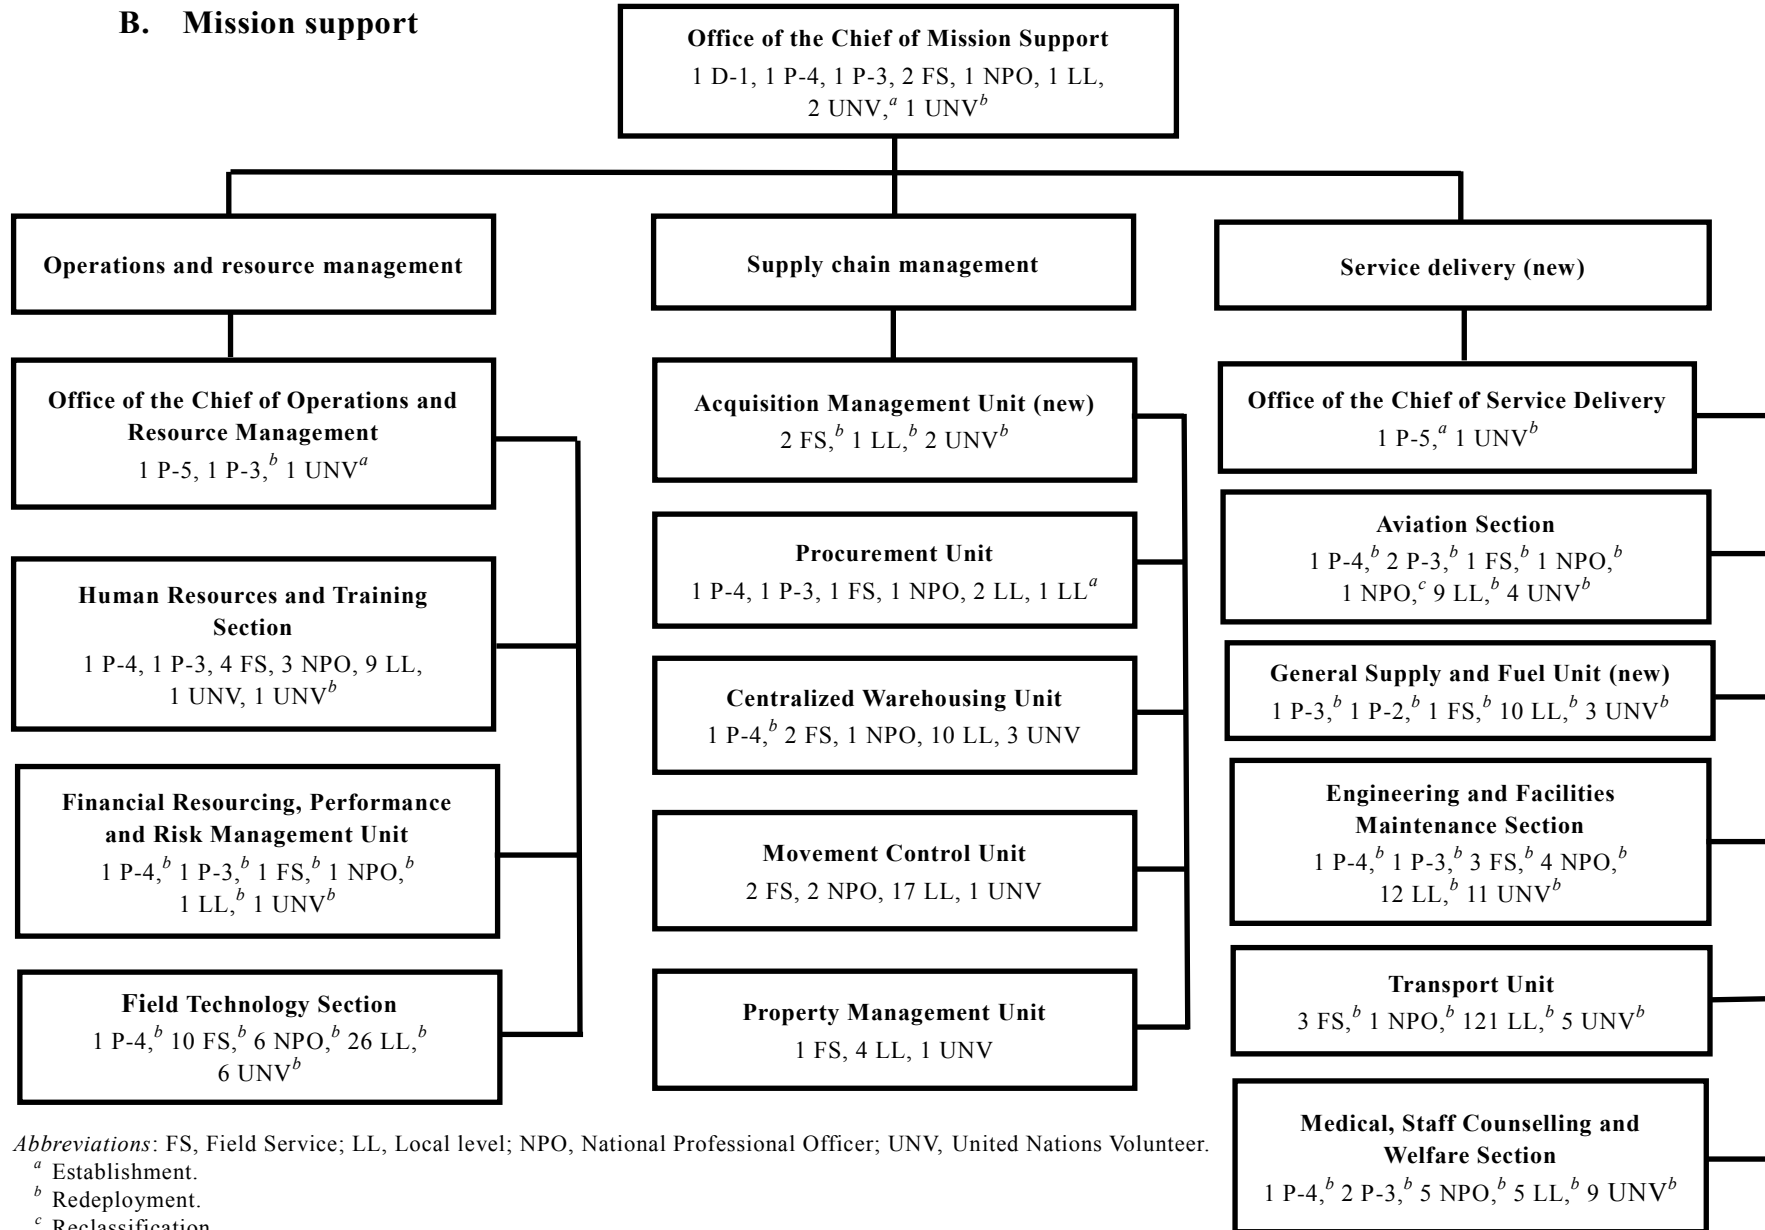 B. Mission support
Office of the Chief of Mission Support
1 D-1, 1 P-4, 1 P-3, 2 FS, 1 NPO, 1 LL,
2 UNV,a 1 UNVb
Operations and resource management
Supply chain management
Service delivery (new)
Office of the Chief of Operations and
Resource Management
1 P-5, 1 P-3,b 1 UNVa
Human Resources and Training
Section
1 P-4, 1 P-3, 4 FS, 3 NPO, 9 LL,
1 UNV, 1 UNVb
Financial Resourcing, Performance
and Risk Management Unit
1 P-4,b 1 P-3,b 1 FS,b 1 NPO,b
1 LL,b 1 UNVb
Field Technology Section
1 P-4,b 10 FS,b 6 NPO,b 26 LL,b
6 UNVb
Acquisition Management Unit (new)
2 FS,b 1 LL,b 2 UNVb
Procurement Unit
1 P-4, 1 P-3, 1 FS, 1 NPO, 2 LL, 1 LLa
Centralized Warehousing Unit
1 P-4,b 2 FS, 1 NPO, 10 LL, 3 UNV
Movement Control Unit
2 FS, 2 NPO, 17 LL, 1 UNV
Property Management Unit
1 FS, 4 LL, 1 UNV
Office of the Chief of Service Delivery
1 P-5,a 1 UNVb
Aviation Section
1 P-4,b 2 P-3,b 1 FS,b 1 NPO,b
1 NPO,c 9 LL,b 4 UNVb
General Supply and Fuel Unit (new)
1 P-3,b 1 P-2,b 1 FS,b 10 LL,b 3 UNVb
Engineering and Facilities
Maintenance Section
1 P-4,b 1 P-3,b 3 FS,b 4 NPO,b
12 LL,b 11 UNVb
Transport Unit
3 FS,b 1 NPO,b 121 LL,b 5 UNVb
Medical, Staff Counselling and
Welfare Section
1 P-4,b 2 P-3,b 5 NPO,b 5 LL,b 9 UNVb
Abbreviations: FS, Field Service; LL, Local level; NPO, National Professional Officer; UNV, United Nations Volunteer.
a Establishment.
b Redeployment.
c Reclassification